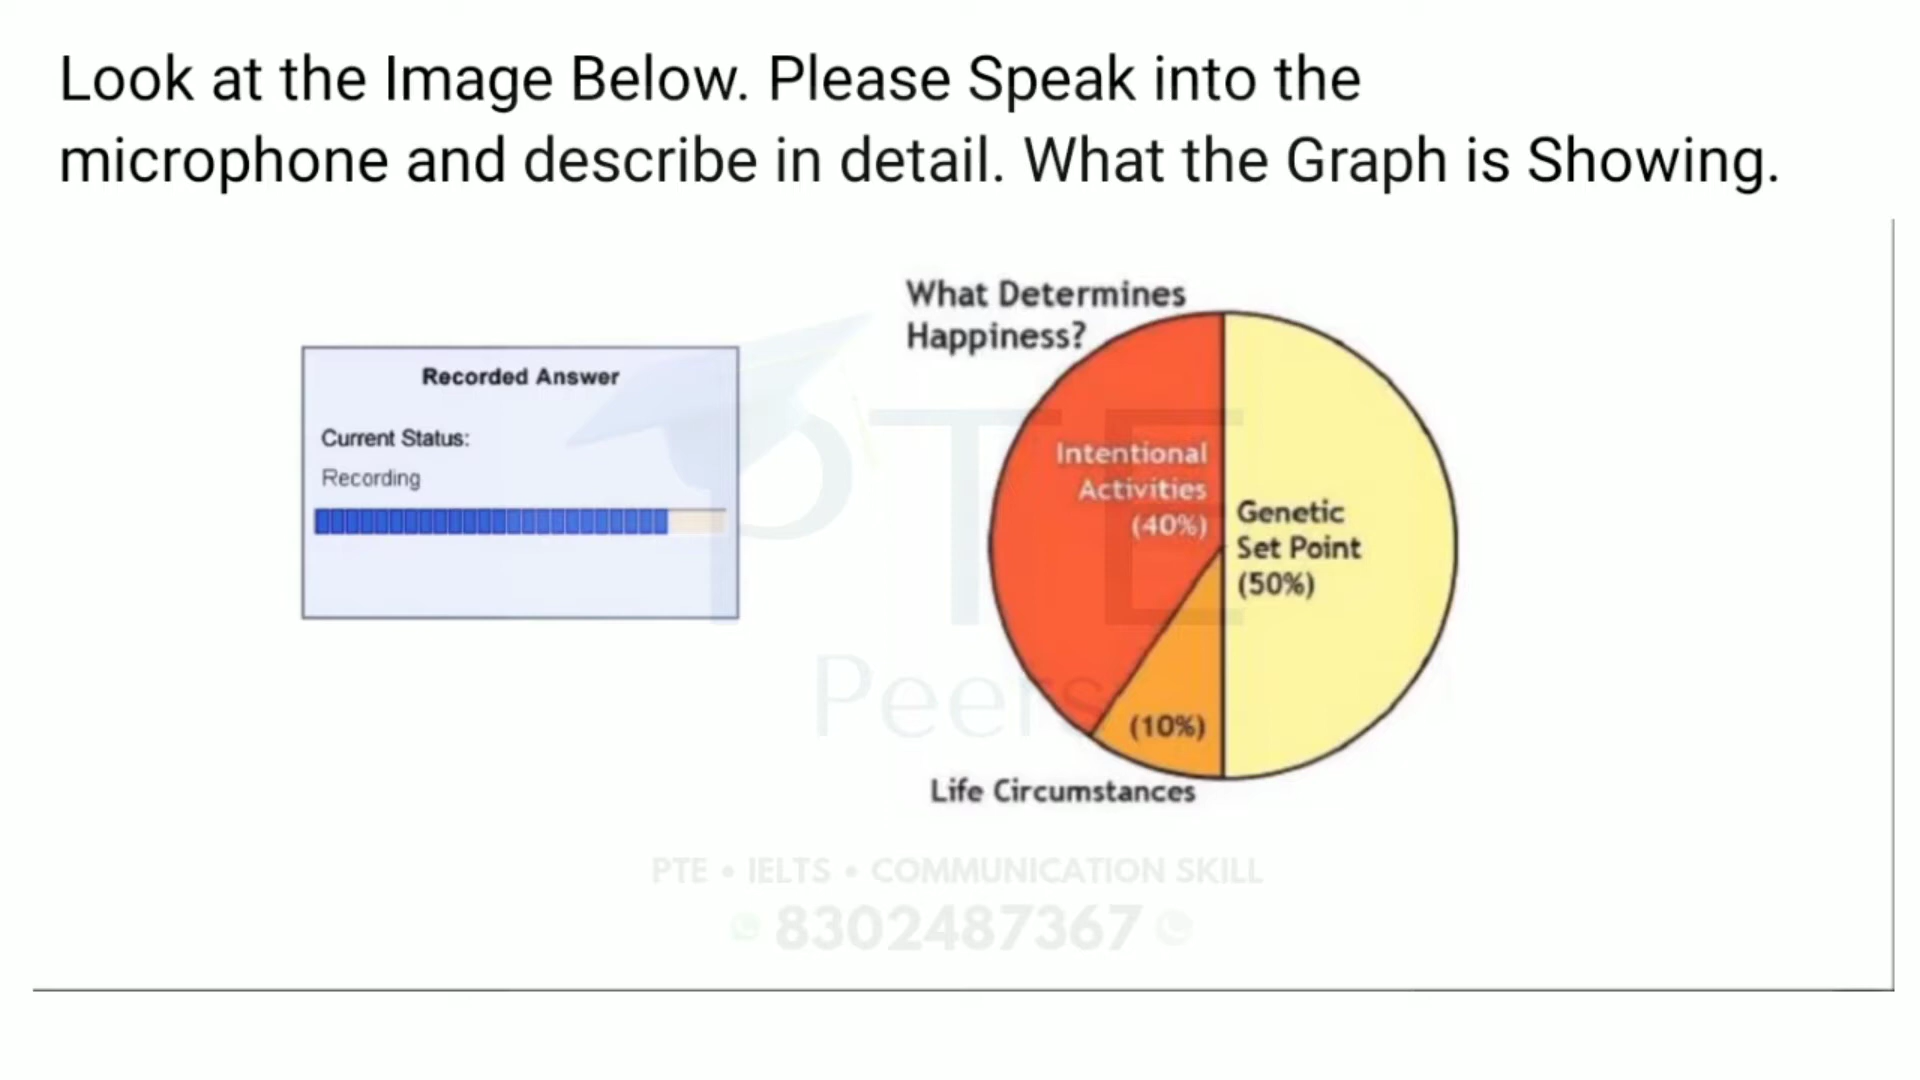 Look at the Image Below. Please Speak into the
microphone and describe in detail. What the Graph is Showing.
Recorded Answer
Current Status:
Recording
What Determines
Happiness?
Intentional
Activities
(40%)
Genetic
Set Point
(50%)
(10%)
Life Circumstances
PTE
Peers
PTE • IELTS • COMMUNICATION SKILL
8302487367